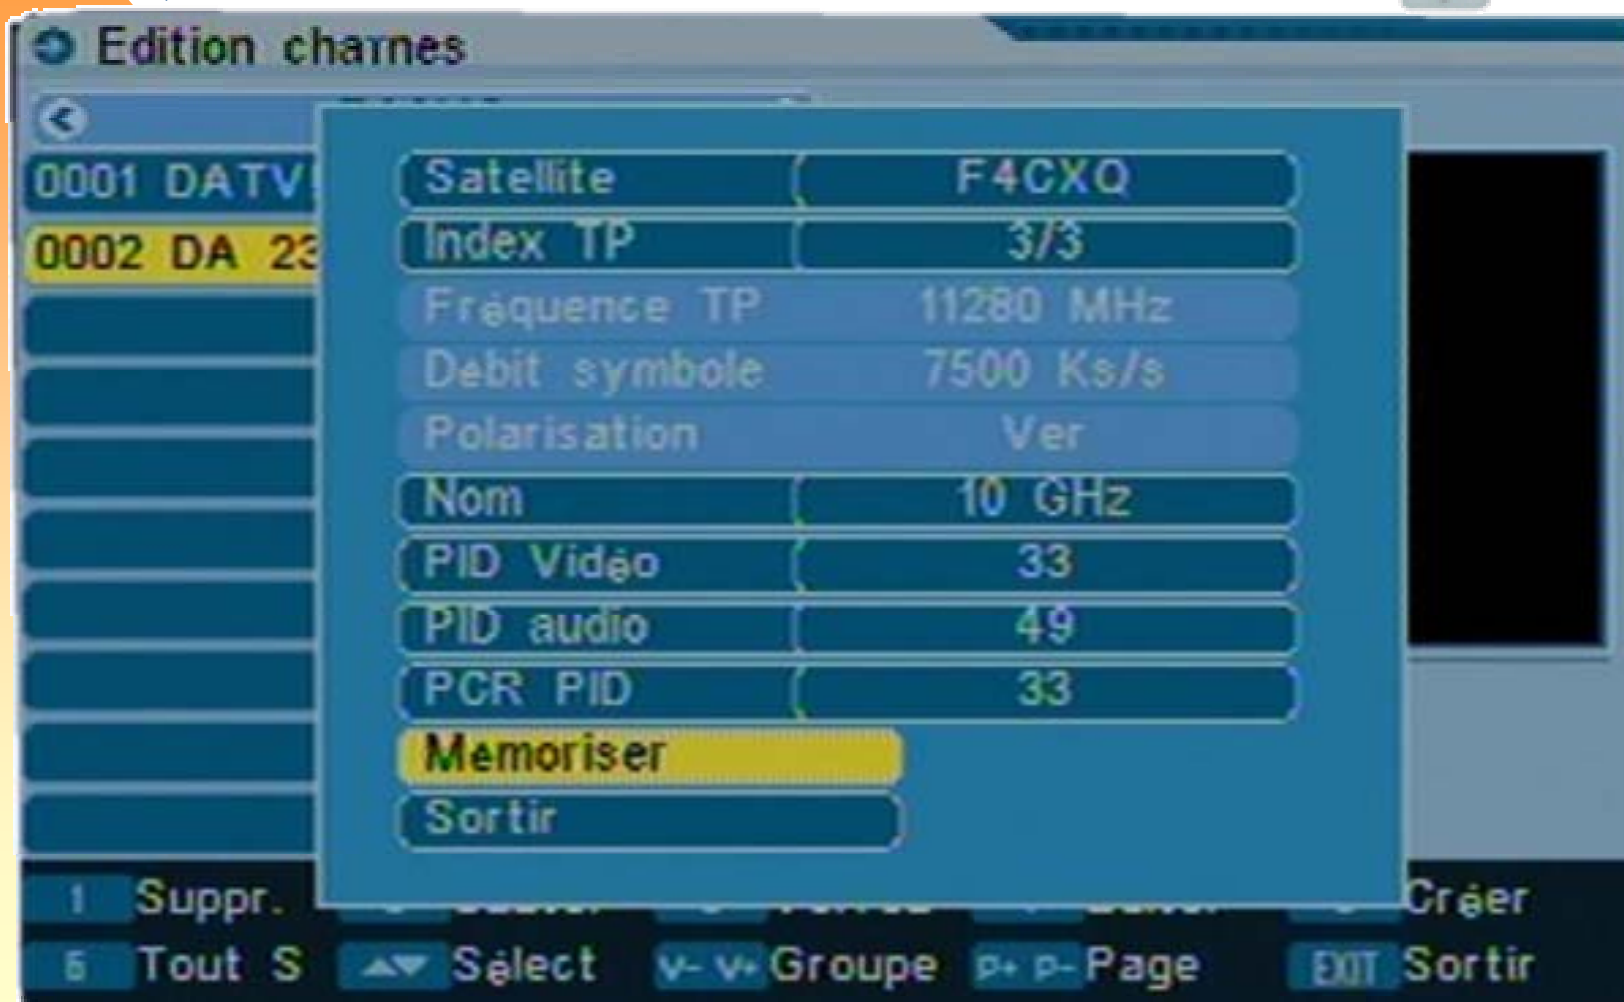 Edition chaînes
0001 DATV
0002 DA 23
Satellite F4CXQ
Index TP 3/3
Fréquence TP 11280 MHz
Débit symbole 7500 Ks/s
Polarisation Ver
Nom 10 GHz
PID Vidéo 33
PID audio 49
PCR PID 33
Mémoriser
Sortir
1 Suppr. Créer
6 Tout S Sélect V- V+ Groupe P+ P- Page EXIT Sortir